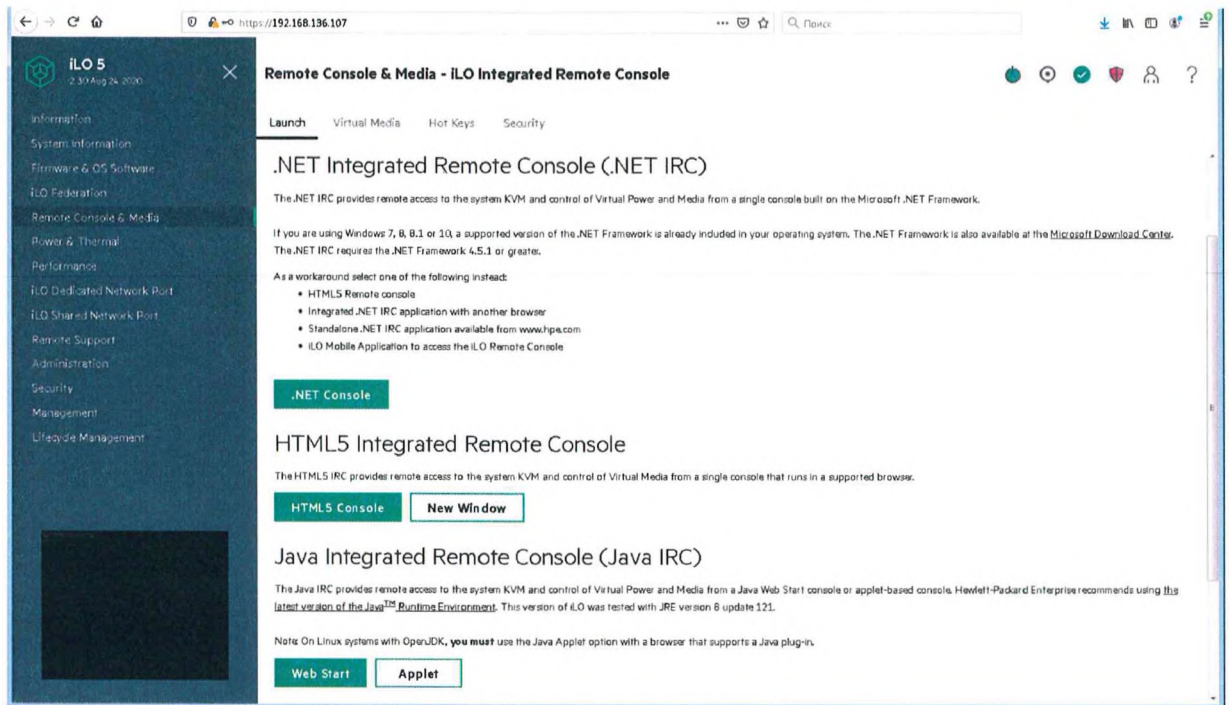 https://192.168.136.107
Поиск
iLO 5
2.30 Aug 24 2020
Remote Console & Media - iLO Integrated Remote Console
Information
System Information
Firmware & OS Software
iLO Federation
Remote Console & Media
Power & Thermal
Performance
iLO Dedicated Network Port
iLO Shared Network Port
Remote Support
Administration
Security
Management
Lifecycle Management
Launch Virtual Media Hot Keys Security
.NET Integrated Remote Console (.NET IRC)
The .NET IRC provides remote access to the system KVM and control of Virtual Power and Media from a single console built on the Microsoft .NET Framework.
If you are using Windows 7, 8, 8.1 or 10, a supported version of the .NET Framework is already included in your operating system. The .NET Framework is also available at the Microsoft Download Center.
The .NET IRC requires the .NET Framework 4.5.1 or greater.
As a workaround select one of the following instead:
• HTML5 Remote console
• Integrated .NET IRC application with another browser
• Standalone .NET IRC application available from www.hpe.com
• iLO Mobile Application to access the iLO Remote Console
.NET Console
HTML5 Integrated Remote Console
The HTML5 IRC provides remote access to the system KVM and control of Virtual Media from a single console that runs in a supported browser.
HTML5 Console New Window
Java Integrated Remote Console (Java IRC)
The Java IRC provides remote access to the system KVM and control of Virtual Power and Media from a Java Web Start console or applet-based console. Hewlett-Packard Enterprise recommends using the
latest version of the Java™ Runtime Environment. This version of iLO was tested with JRE version 8 update 121.
Note: On Linux systems with OpenJDK, you must use the Java Applet option with a browser that supports a Java plug-in.
Web Start Applet